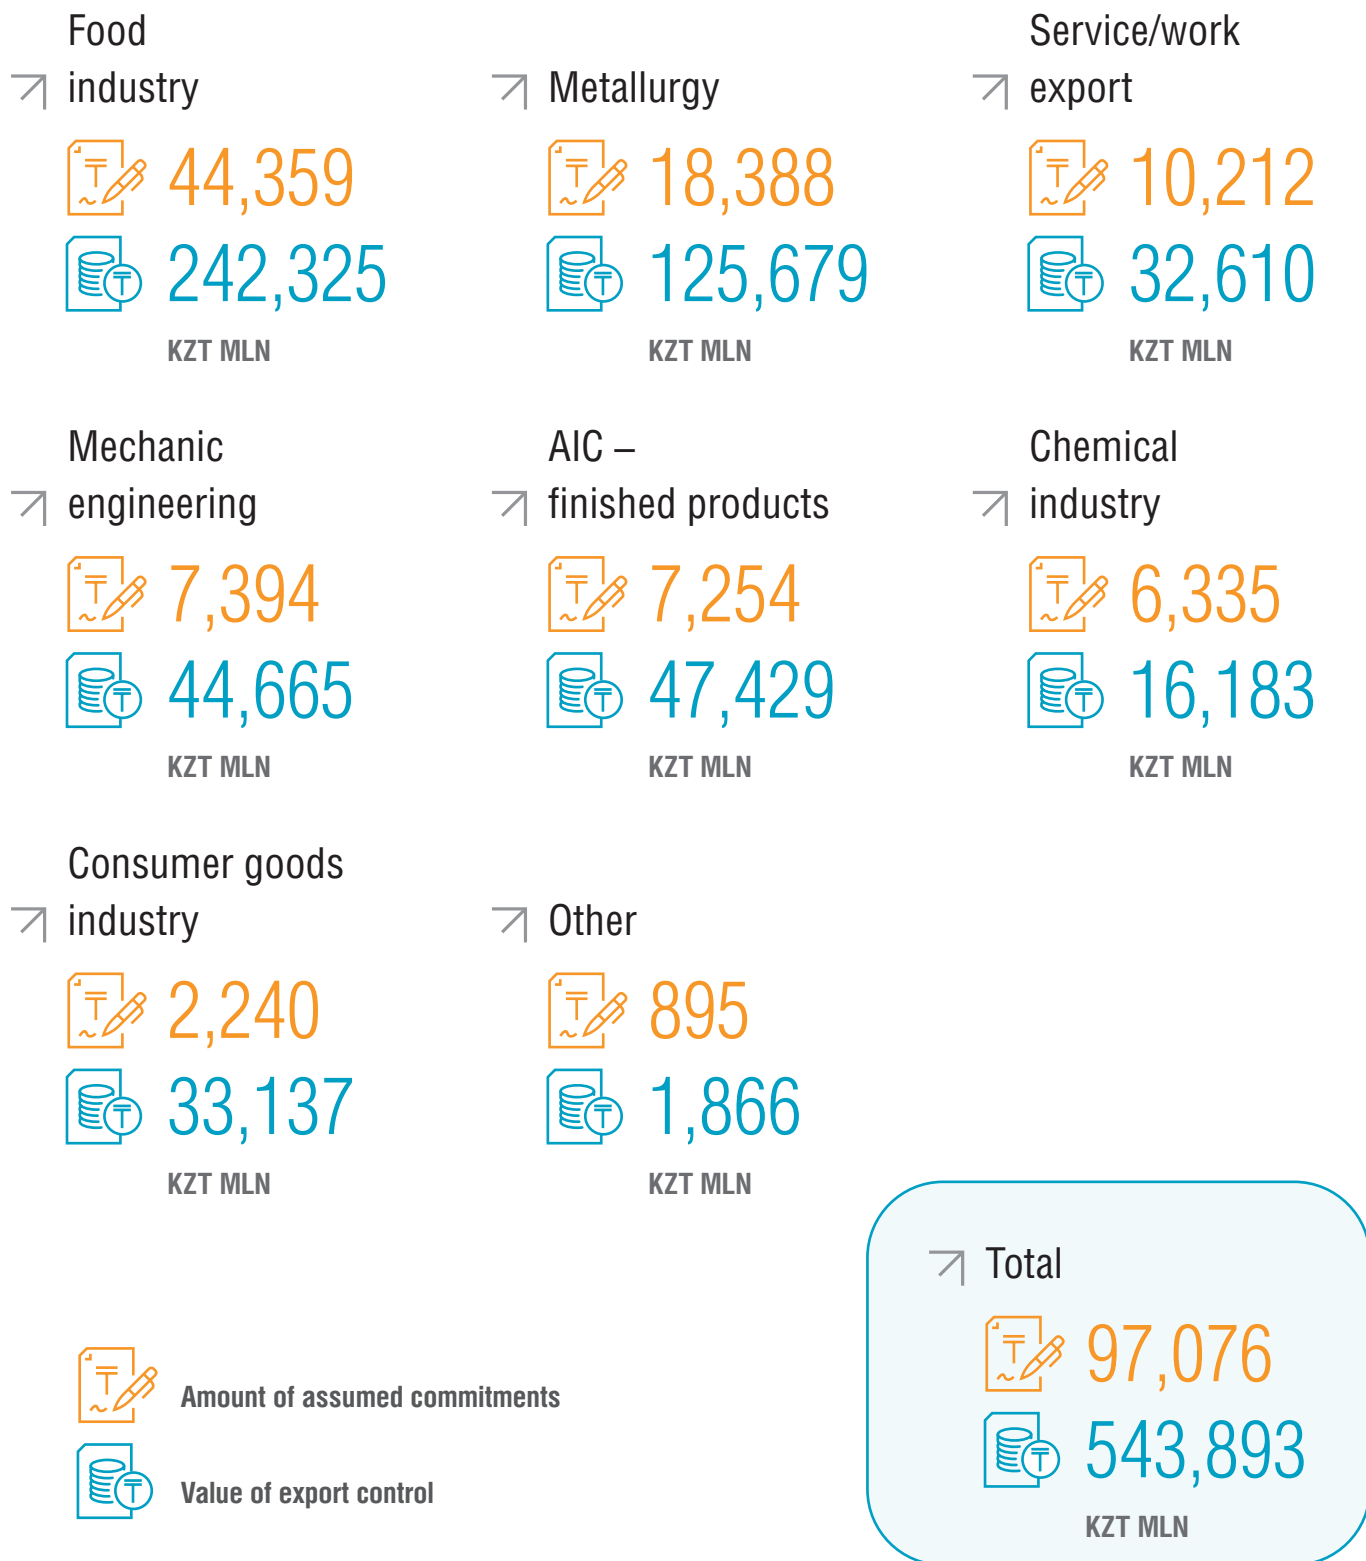 Food
industry
44,359
242,325
KZT MLN
Metallurgy
18,388
125,679
KZT MLN
Service/work
export
10,212
32,610
KZT MLN
Mechanic
engineering
7,394
44,665
KZT MLN
AIC –
finished products
7,254
47,429
KZT MLN
Chemical
industry
6,335
16,183
KZT MLN
Consumer goods
industry
2,240
33,137
KZT MLN
Other
895
1,866
KZT MLN
Amount of assumed commitments
Value of export control
Total
97,076
543,893
KZT MLN